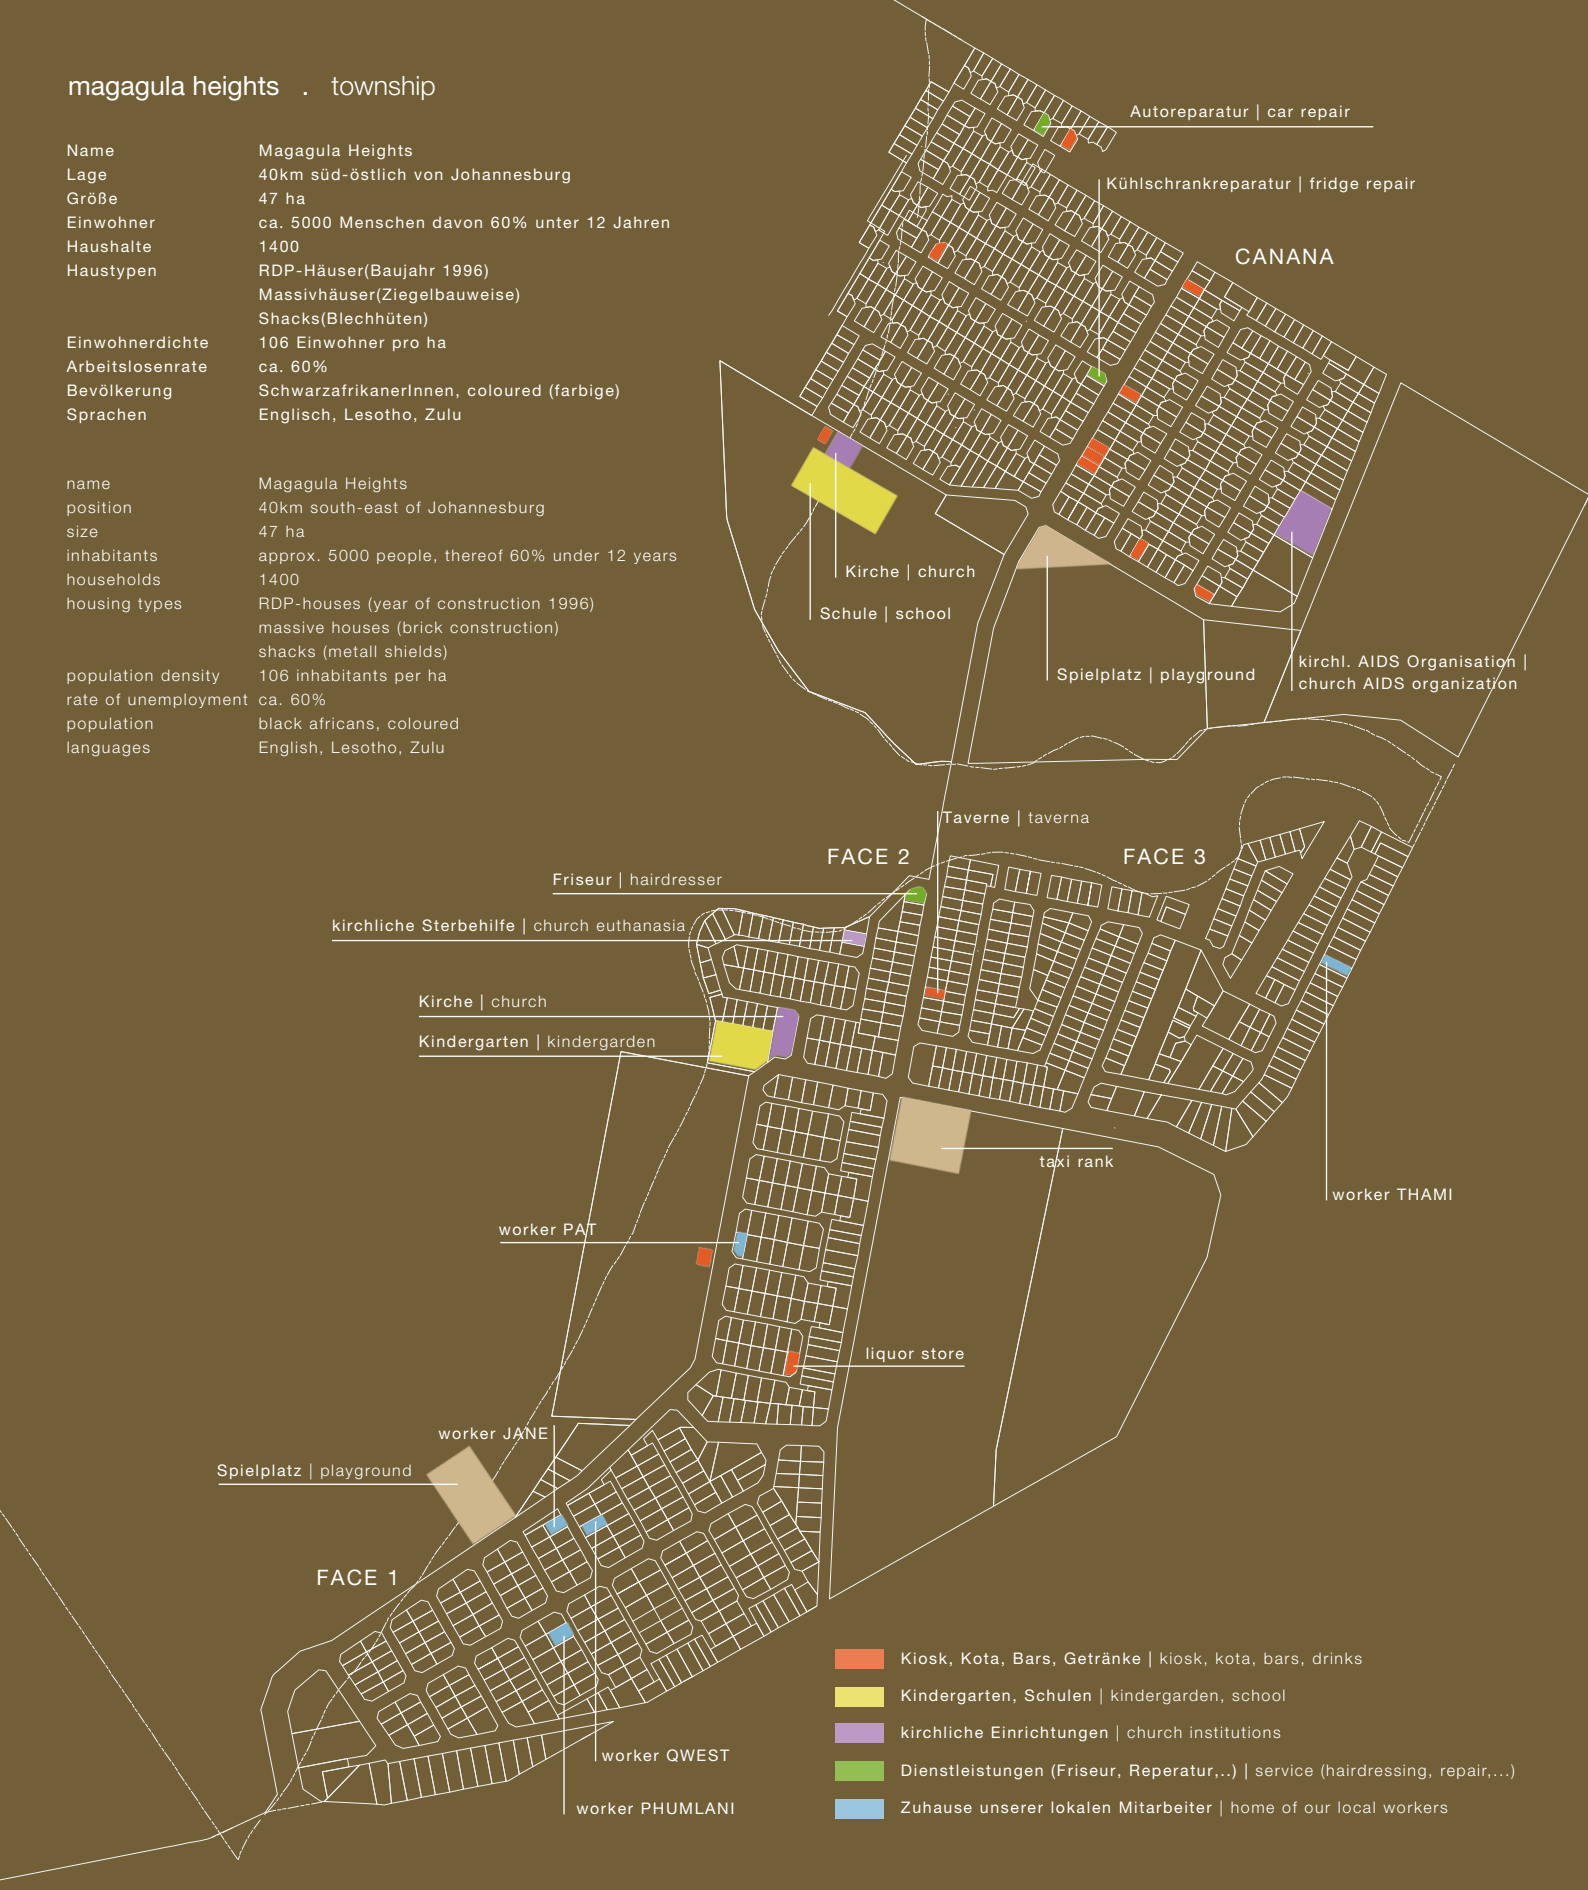 magagula heights . township
Name Magagula Heights
Lage 40km süd-östlich von Johannesburg
Größe 47 ha
Einwohner ca. 5000 Menschen davon 60% unter 12 Jahren
Haushalte 1400
Haustypen RDP-Häuser(Baujahr 1996)
Massivhäuser(Ziegelbauweise)
Shacks(Blechhüten)
Einwohnerdichte 106 Einwohner pro ha
Arbeitslosenrate ca. 60%
Bevölkerung SchwarzafrikanerInnen, coloured (farbige)
Sprachen Englisch, Lesotho, Zulu
name Magagula Heights
position 40km south-east of Johannesburg
size 47 ha
inhabitants approx. 5000 people, thereof 60% under 12 years
households 1400
housing types RDP-houses (year of construction 1996)
massive houses (brick construction)
shacks (metall shields)
population density 106 inhabitants per ha
rate of unemployment ca. 60%
population black africans, coloured
languages English, Lesotho, Zulu
Autoreparatur | car repair
Kühlschrankreparatur | fridge repair
CANANA
Kirche | church
Schule | school
Spielplatz | playground
kirchl. AIDS Organisation |
church AIDS organization
Taverne | taverna
FACE 2
FACE 3
Friseur | hairdresser
kirchliche Sterbehilfe | church euthanasia
Kirche | church
Kindergarten | kindergarden
taxi rank
worker THAMI
worker PAT
liquor store
worker JANE
Spielplatz | playground
FACE 1
worker QWEST
worker PHUMLANI
Kiosk, Kota, Bars, Getränke | kiosk, kota, bars, drinks
Kindergarten, Schulen | kindergarden, school
kirchliche Einrichtungen | church institutions
Dienstleistungen (Friseur, Reperatur,..) | service (hairdressing, repair,...)
Zuhause unserer lokalen Mitarbeiter | home of our local workers